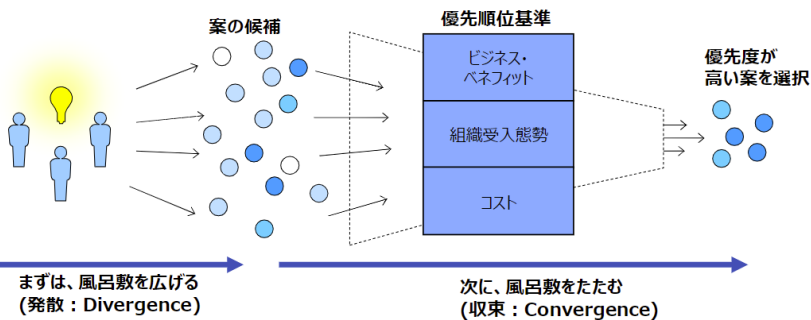 案の候補
優先順位基準
ビジネス・
ベネフィット
組織受入態勢
コスト
優先度が
高い案を選択
まずは、風呂敷を広げる
(発散：Divergence)
次に、風呂敷をたたむ
(収束：Convergence)